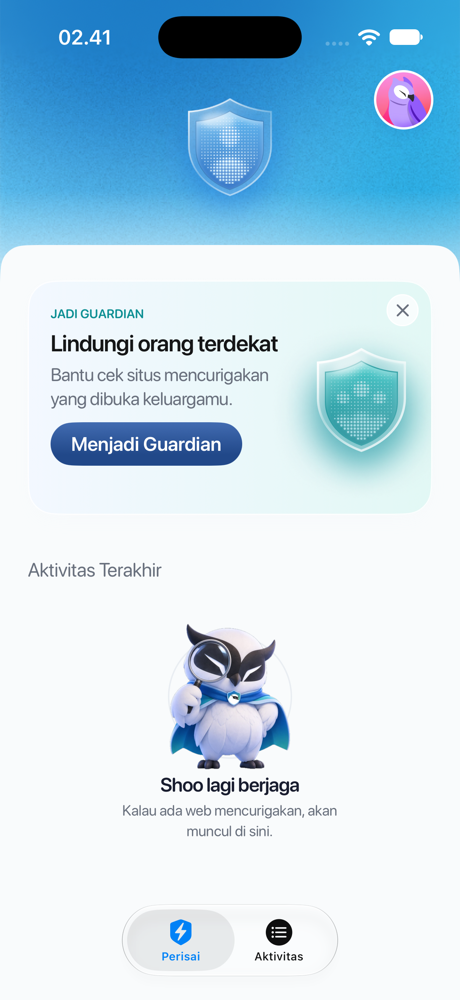 02.41
JADI GUARDIAN
Lindungi orang terdekat
Bantu cek situs mencurigakan
yang dibuka keluargamu.
Menjadi Guardian
Aktivitas Terakhir
Shoo lagi berjaga
Kalau ada web mencurigakan, akan
muncul di sini.
Perisai
Aktivitas